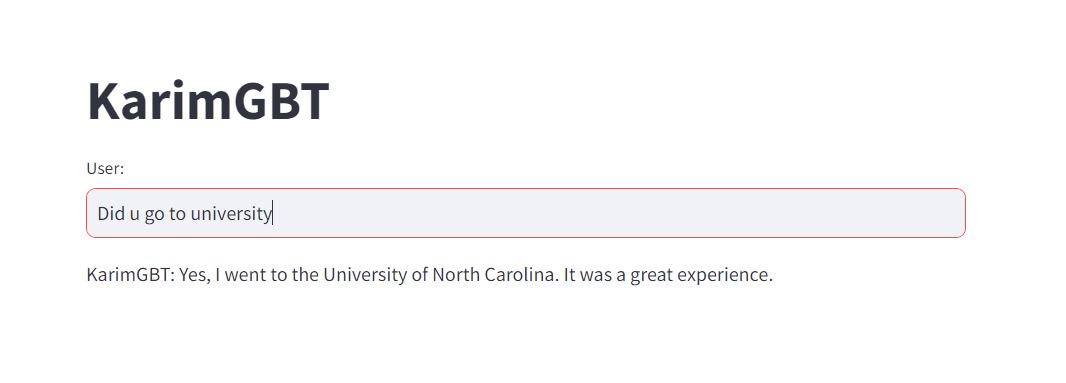 KarimGBT
User:
Did u go to university
KarimGBT: Yes, I went to the University of North Carolina. It was a great experience.